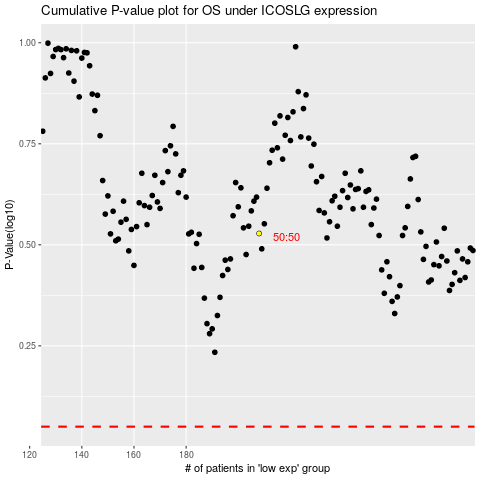 Cumulative P-value plot for OS under ICOSLG expression
P-Value(log10)
1.00
0.75
0.50
0.25
50:50
120 140 160 180
# of patients in 'low exp' group